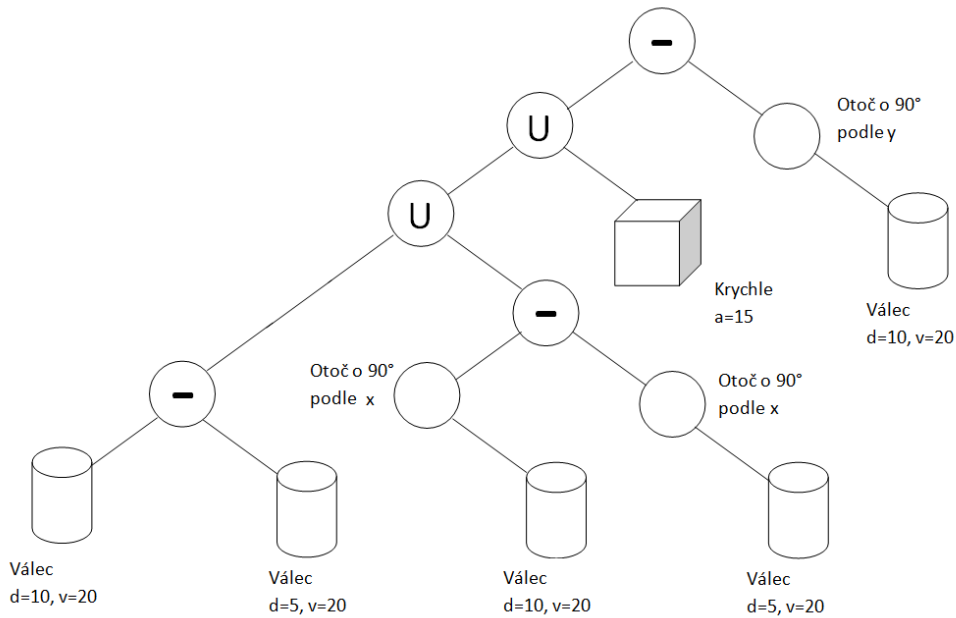 −
Otoč o 90°
podle y
U
U
Krychle
a=15
Válec
d=10, v=20
−
Otoč o 90°
podle x
Otoč o 90°
podle x
−
Válec
d=10, v=20
Válec
d=5, v=20
Válec
d=10, v=20
Válec
d=5, v=20